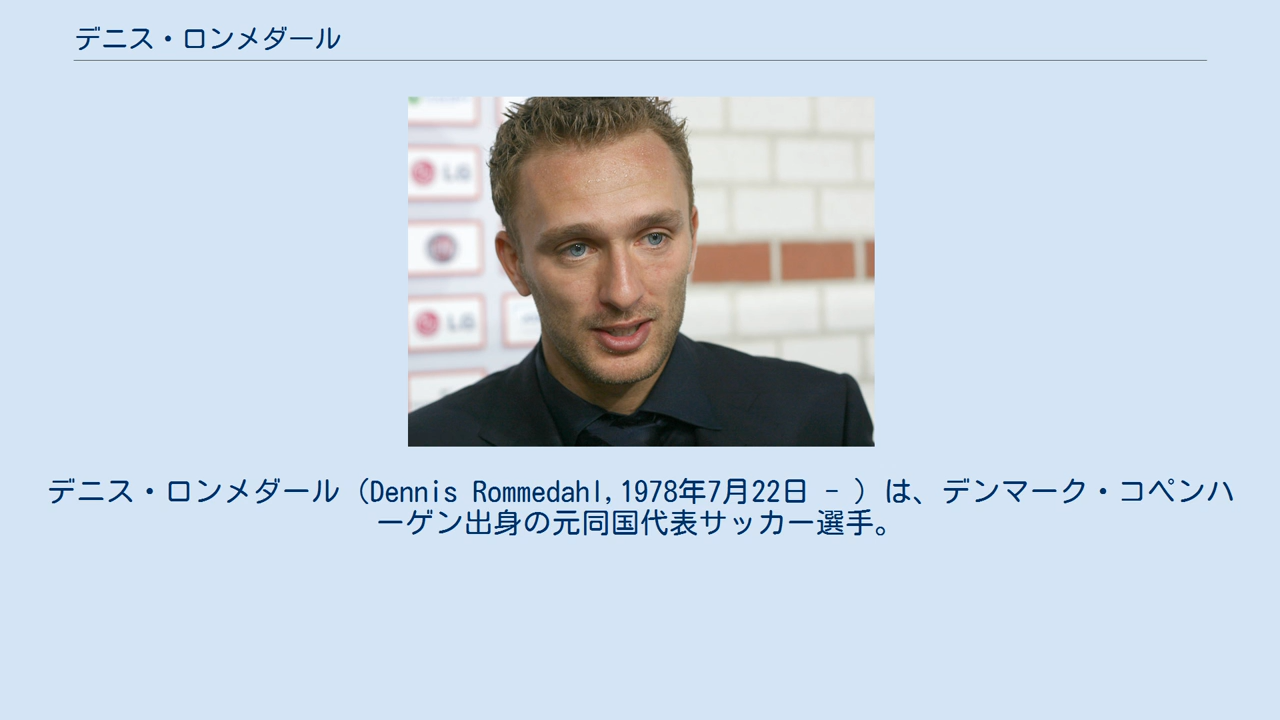 デニス・ロンメダール
LG
LG
デニス・ロンメダール（Dennis Rommedahl,1978年7月22日 - ）は、デンマーク・コペンハ
ーゲン出身の元同国代表サッカー選手。